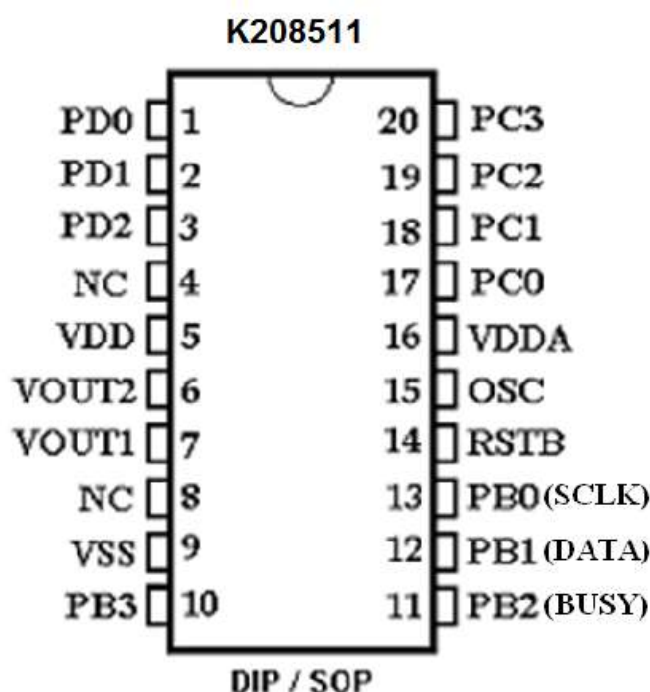 K208511
PD0 1 20 PC3
PD1 2 19 PC2
PD2 3 18 PC1
NC 4 17 PC0
VDD 5 16 VDDA
VOUT2 6 15 OSC
VOUT1 7 14 RSTB
NC 8 13 PB0(SCLK)
VSS 9 12 PB1(DATA)
PB3 10 11 PB2(BUSY)
DIP / SOP